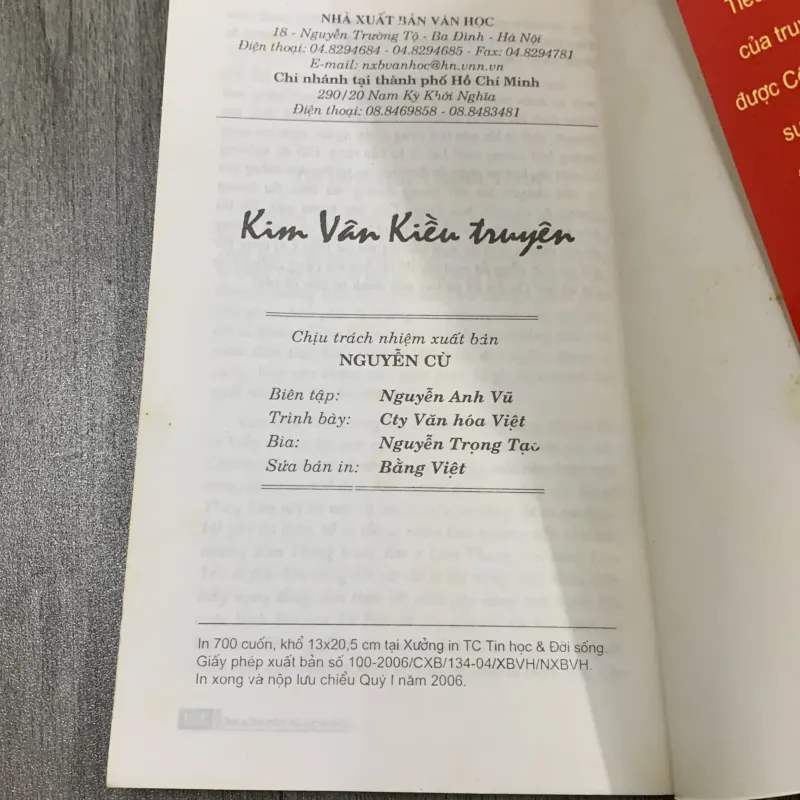 NHÀ XUẤT BẢN VĂN HỌC
18 - Nguyễn Trường Tộ - Ba Đình - Hà Nội
Điện thoại: 04.8294684 - 04.8294685 - Fax: 04.8294781
E-mail: nxbvanhoc@hn.vnn.vn
Chi nhánh tại thành phố Hồ Chí Minh
290/20 Nam Kỳ Khởi Nghĩa
Điện thoại: 08.8469858 - 08.8483481
Kim Vân Kiều truyện
Chịu trách nhiệm xuất bản
NGUYỄN CỪ
Biên tập: Nguyễn Anh Vũ
Trình bày: Cty Văn hóa Việt
Bìa: Nguyễn Trọng Tạo
Sửa bản in: Bằng Việt
In 700 cuốn, khổ 13x20,5 cm tại Xưởng in TC Tin học & Đời sống.
Giấy phép xuất bản số 100-2006/CXB/134-04/XBVH/NXBVH.
In xong và nộp lưu chiểu Quý I năm 2006.
của
được